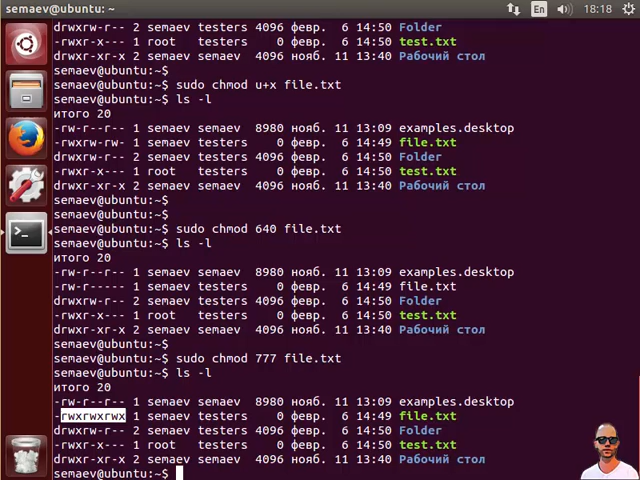 semaev@ubuntu: ~ En 18:18
drwxrw-r-- 2 semaev testers 4096 февр. 6 14:50 Folder
-rwxr-x--- 1 root testers 0 февр. 6 14:50 test.txt
drwxr-xr-x 2 semaev semaev 4096 нояб. 11 13:40 Рабочий стол
semaev@ubuntu:~$
semaev@ubuntu:~$ sudo chmod u+x file.txt
semaev@ubuntu:~$ ls -l
итого 20
-rw-r--r-- 1 semaev semaev 8980 нояб. 11 13:09 examples.desktop
-rwxrw-rw- 1 semaev testers 0 февр. 6 14:49 file.txt
drwxrw-r-- 2 semaev testers 4096 февр. 6 14:50 Folder
-rwxr-x--- 1 root testers 0 февр. 6 14:50 test.txt
drwxr-xr-x 2 semaev semaev 4096 нояб. 11 13:40 Рабочий стол
semaev@ubuntu:~$
semaev@ubuntu:~$
semaev@ubuntu:~$ sudo chmod 640 file.txt
semaev@ubuntu:~$ ls -l
итого 20
-rw-r--r-- 1 semaev semaev 8980 нояб. 11 13:09 examples.desktop
-rw-r----- 1 semaev testers 0 февр. 6 14:49 file.txt
drwxrw-r-- 2 semaev testers 4096 февр. 6 14:50 Folder
-rwxr-x--- 1 root testers 0 февр. 6 14:50 test.txt
drwxr-xr-x 2 semaev semaev 4096 нояб. 11 13:40 Рабочий стол
semaev@ubuntu:~$
semaev@ubuntu:~$ sudo chmod 777 file.txt
semaev@ubuntu:~$ ls -l
итого 20
-rw-r--r-- 1 semaev semaev 8980 нояб. 11 13:09 examples.desktop
-rwxrwxrwx 1 semaev testers 0 февр. 6 14:49 file.txt
drwxrw-r-- 2 semaev testers 4096 февр. 6 14:50 Folder
-rwxr-x--- 1 root testers 0 февр. 6 14:50 test.txt
drwxr-xr-x 2 semaev semaev 4096 нояб. 11 13:40 Рабочий стол
semaev@ubuntu:~$